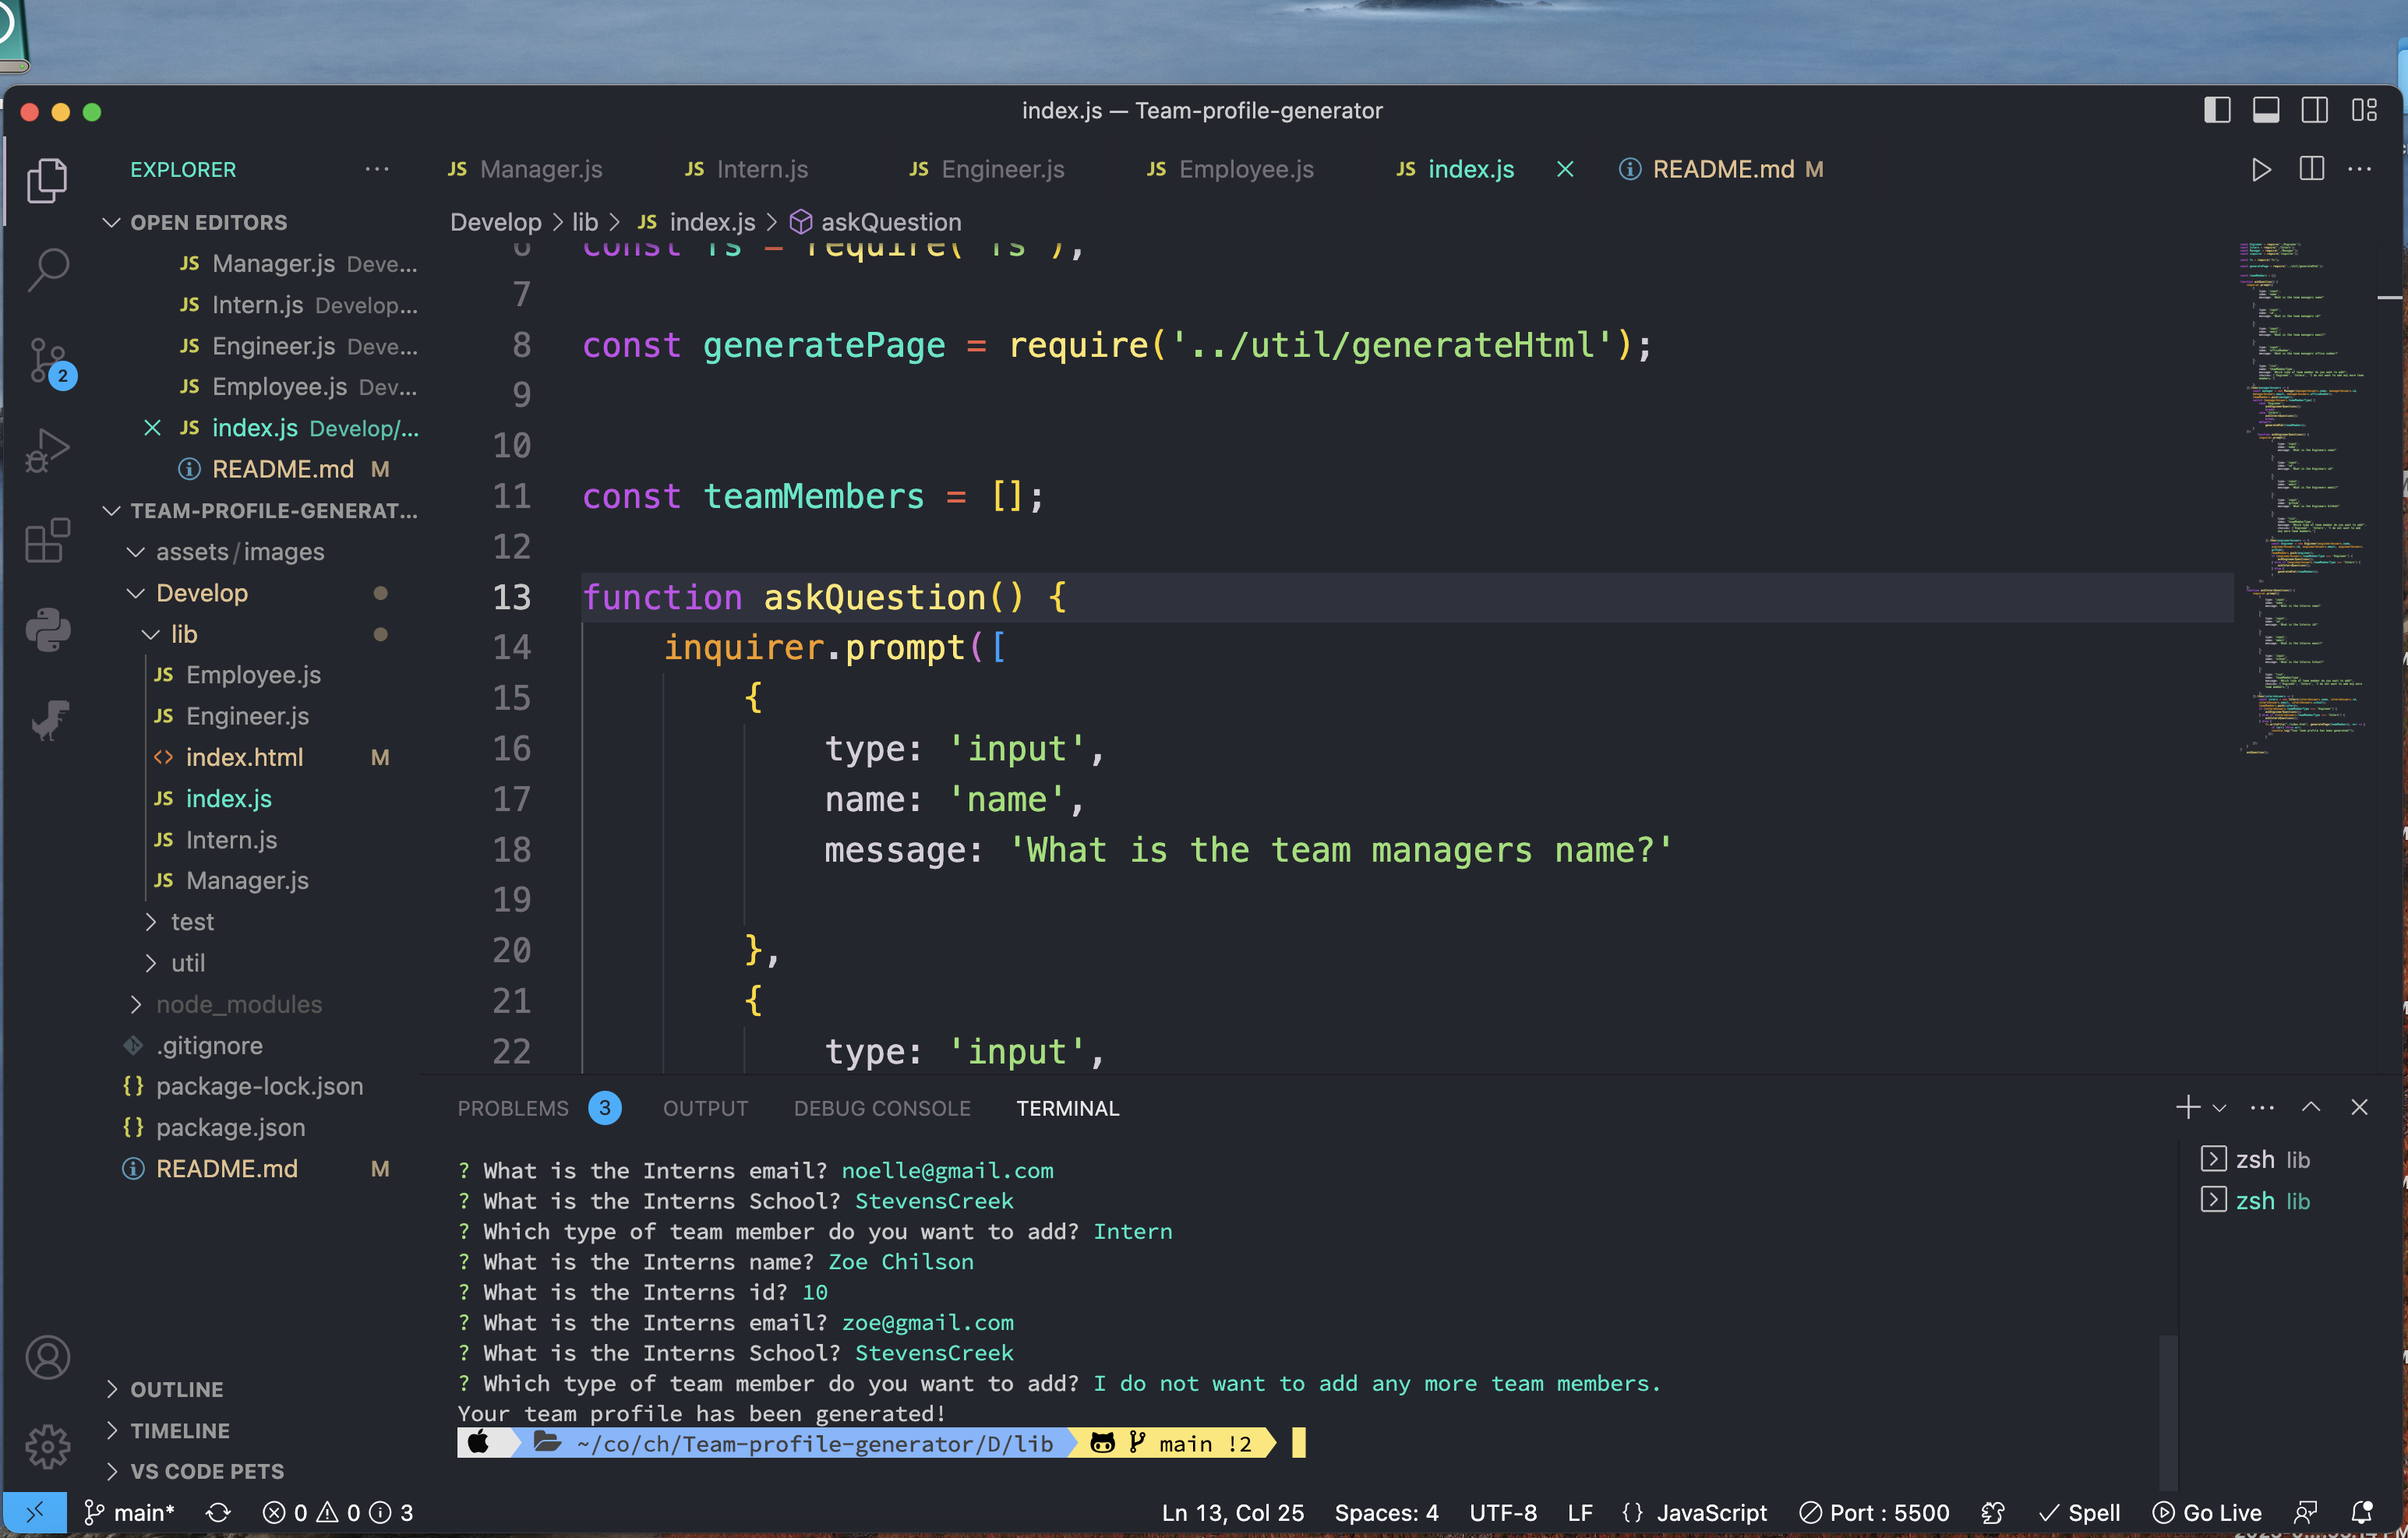 index.js — Team-profile-generator
EXPLORER
JS Manager.js
JS Intern.js
JS Engineer.js
JS Employee.js
JS index.js
README.md M
Develop > lib > JS index.js > askQuestion
OPEN EDITORS
JS Manager.js Deve...
JS Intern.js Develop...
JS Engineer.js Deve...
JS Employee.js Dev...
JS index.js Develop/...
README.md M
TEAM-PROFILE-GENERAT...
assets/images
Develop
lib
JS Employee.js
JS Engineer.js
<> index.html M
JS index.js
JS Intern.js
JS Manager.js
test
util
node_modules
.gitignore
{} package-lock.json
{} package.json
README.md M
OUTLINE
TIMELINE
VS CODE PETS
2
6 const fs = require('fs');
7
8 const generatePage = require('../util/generateHtml');
9
10
11 const teamMembers = [];
12
13 function askQuestion() {
14 inquirer.prompt([
15 {
16 type: 'input',
17 name: 'name',
18 message: 'What is the team managers name?'
19
20 },
21 {
22 type: 'input',
PROBLEMS 3 OUTPUT DEBUG CONSOLE TERMINAL
? What is the Interns email? noelle@gmail.com
? What is the Interns School? StevensCreek
? Which type of team member do you want to add? Intern
? What is the Interns name? Zoe Chilson
? What is the Interns id? 10
? What is the Interns email? zoe@gmail.com
? What is the Interns School? StevensCreek
? Which type of team member do you want to add? I do not want to add any more team members.
Your team profile has been generated!
~/co/ch/Team-profile-generator/D/lib main !2
zsh lib
zsh lib
main* 0 0 3
Ln 13, Col 25 Spaces: 4 UTF-8 LF {} JavaScript Port : 5500 Spell Go Live